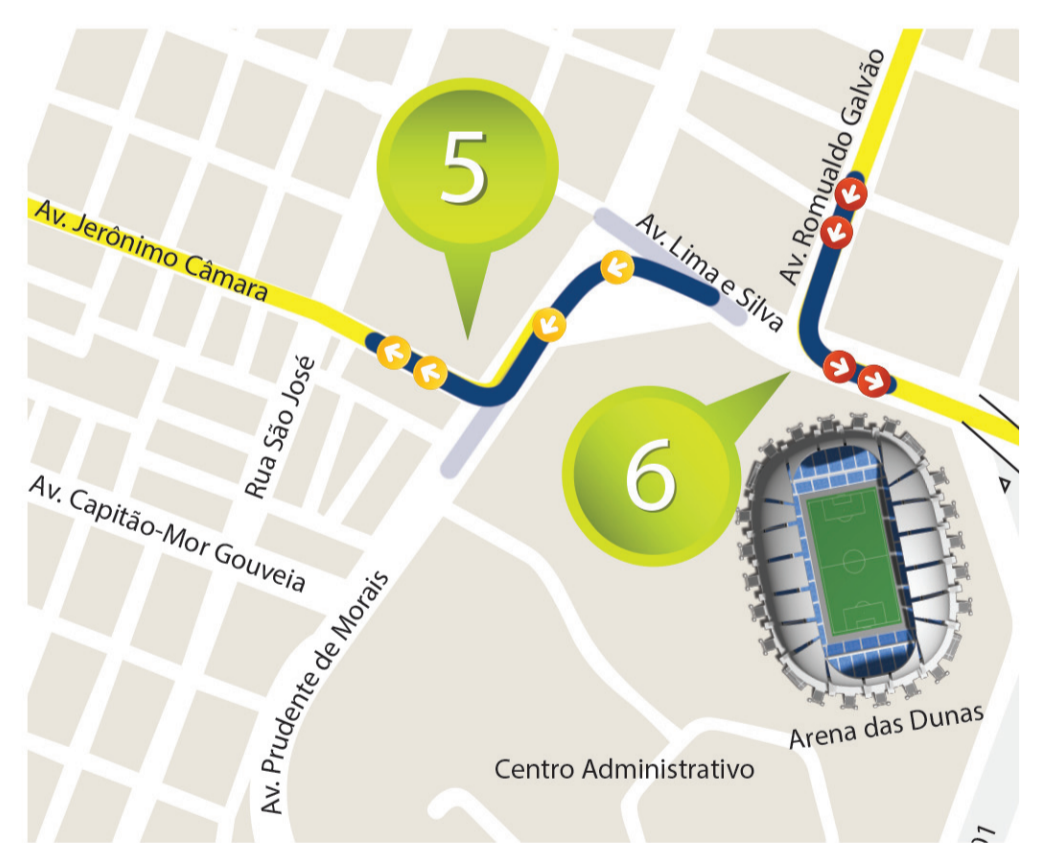 Av. Romualdo Galvão
5
Av. Lima e Silva
Av. Jerônimo Câmara
Rua São José
6
Av. Capitão-Mor Gouveia
Av. Prudente de Morais
Arena das Dunas
Centro Administrativo
01